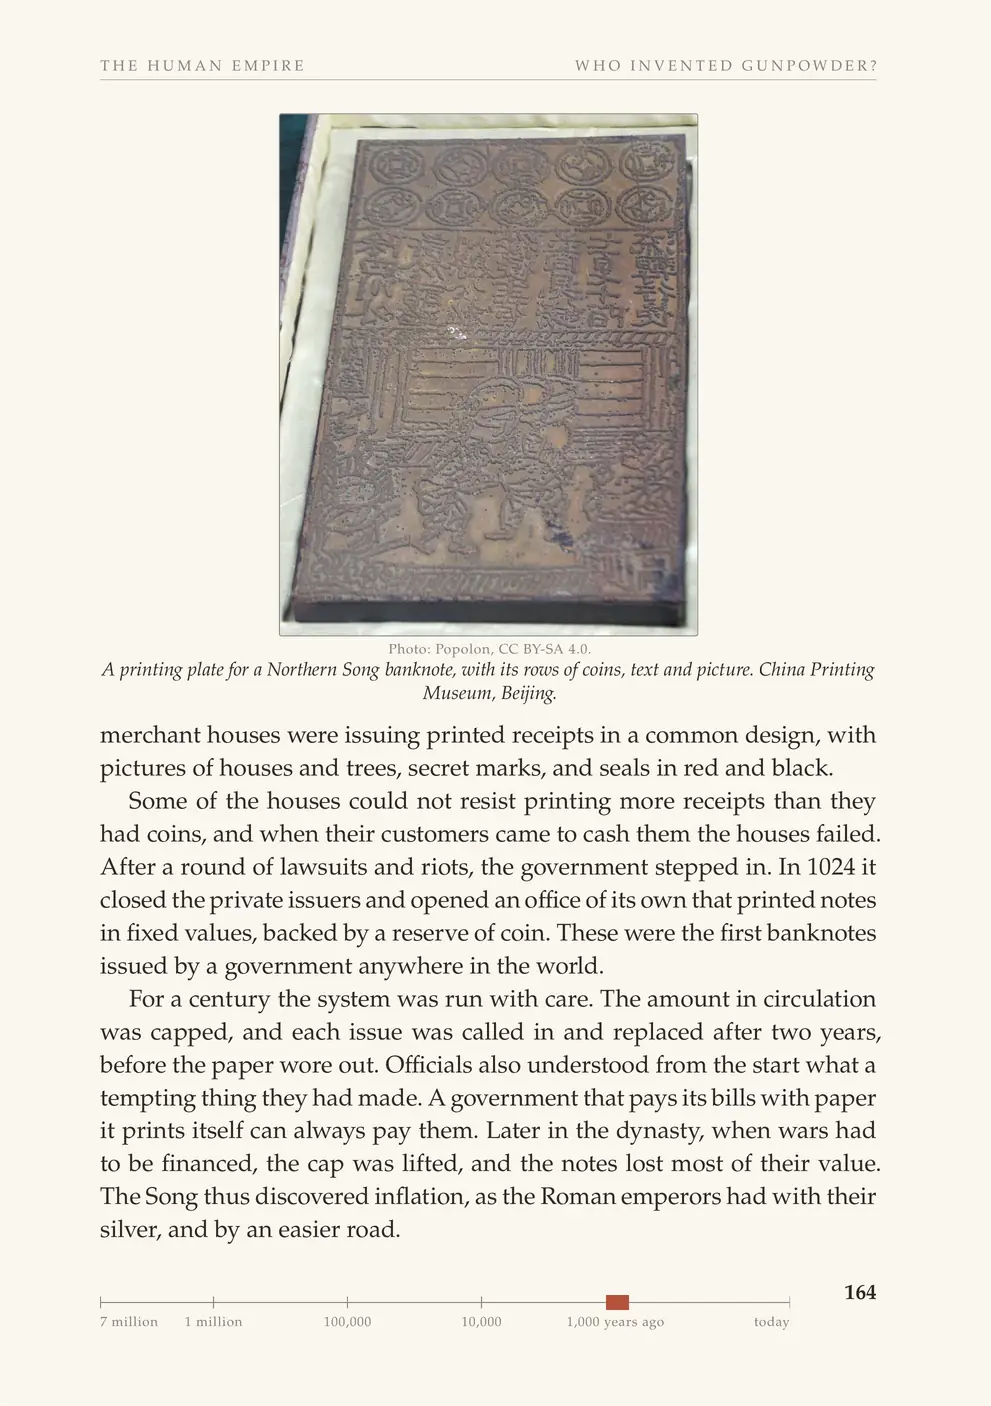 THE HUMAN EMPIRE
WHO INVENTED GUNPOWDER?
Photo: Popolon, CC BY-SA 4.0.
A printing plate for a Northern Song banknote, with its rows of coins, text and picture. China Printing
Museum, Beijing.
merchant houses were issuing printed receipts in a common design, with
pictures of houses and trees, secret marks, and seals in red and black.
Some of the houses could not resist printing more receipts than they
had coins, and when their customers came to cash them the houses failed.
After a round of lawsuits and riots, the government stepped in. In 1024 it
closed the private issuers and opened an office of its own that printed notes
in fixed values, backed by a reserve of coin. These were the first banknotes
issued by a government anywhere in the world.
For a century the system was run with care. The amount in circulation
was capped, and each issue was called in and replaced after two years,
before the paper wore out. Officials also understood from the start what a
tempting thing they had made. A government that pays its bills with paper
it prints itself can always pay them. Later in the dynasty, when wars had
to be financed, the cap was lifted, and the notes lost most of their value.
The Song thus discovered inflation, as the Roman emperors had with their
silver, and by an easier road.
164
7 million
1 million
100,000
10,000
1,000 years ago
today